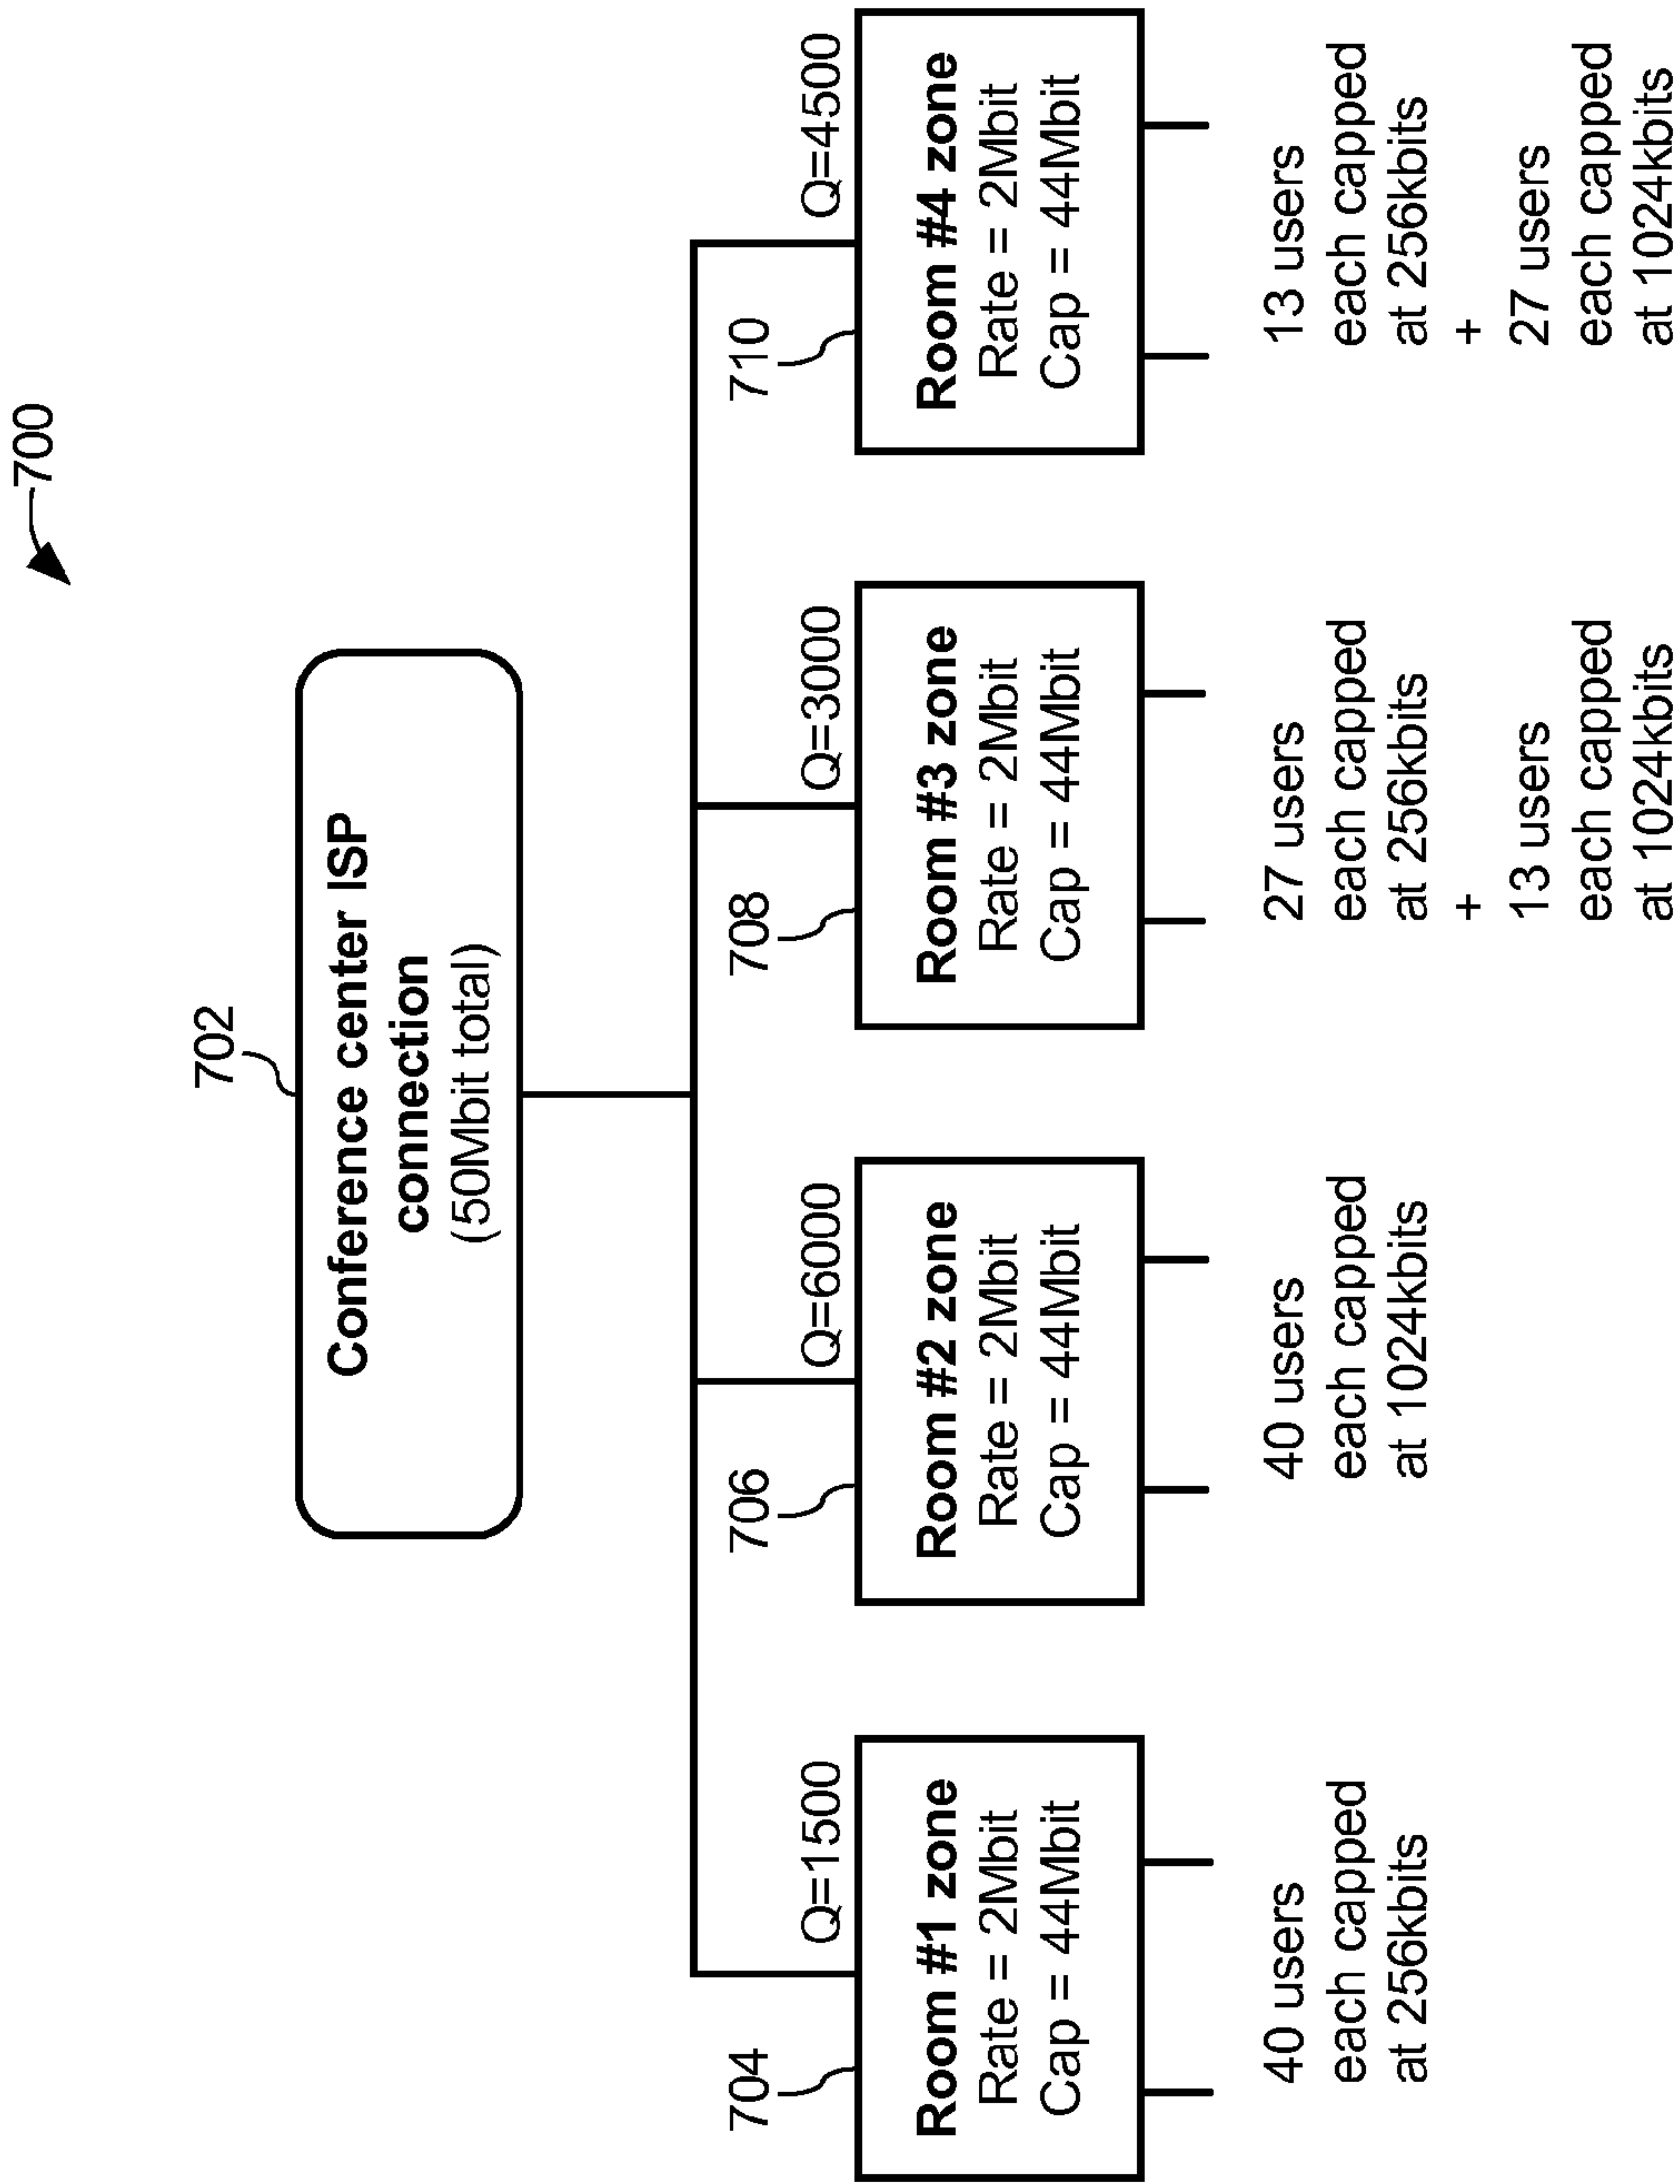 700
702
Conference center ISP
connection
(50Mbit total)
704
Q=1500
Room #1 zone
Rate = 2Mbit
Cap = 44Mbit
40 users
each capped
at 256kbits
706
Q=6000
Room #2 zone
Rate = 2Mbit
Cap = 44Mbit
40 users
each capped
at 1024kbits
708
Q=3000
Room #3 zone
Rate = 2Mbit
Cap = 44Mbit
27 users
each capped
at 256kbits
+
13 users
each capped
at 1024kbits
710
Q=4500
Room #4 zone
Rate = 2Mbit
Cap = 44Mbit
13 users
each capped
at 256kbits
+
27 users
each capped
at 1024kbits